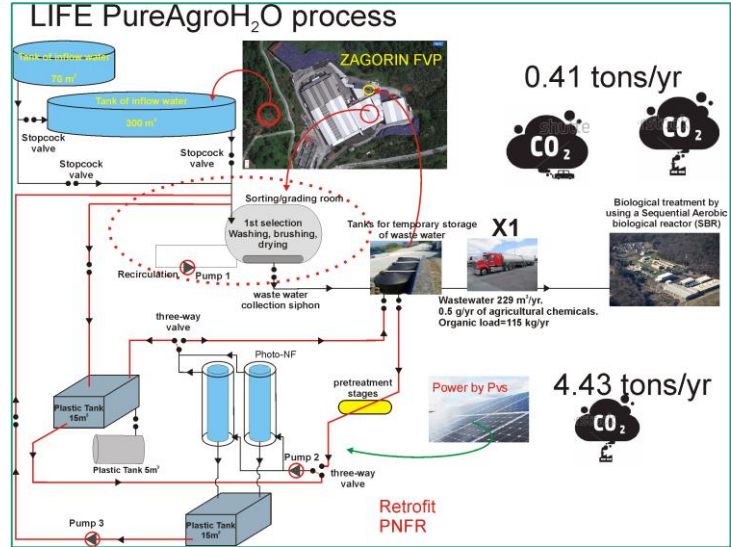 LIFE PureAgroH₂O process
Tank of inflow water
70 m³
Tank of inflow water
300 m³
ZAGORIN FVP
0.41 tons/yr
CO₂
CO₂
Stopcock
valve
Stopcock
valve
Stopcock
valve
Sorting/grading room
1st selection
Washing, brushing,
drying
Recirculation
Pump 1
waste water
collection siphon
Tanks for temporary storage
of waste water
X1
Biological treatment by
using a Sequential Aerobic
biological reactor (SBR)
Wastewater 229 m³/yr.
0.5 g/yr of agricultural chemicals.
Organic load=115 kg/yr
three-way
valve
Photo-NF
pretreatment
stages
Power by Pvs
4.43 tons/yr
CO₂
Plastic Tank
15m³
Plastic Tank 5m³
Pump 2
three-way
valve
Plastic Tank
15m³
Pump 3
Retrofit
PNFR